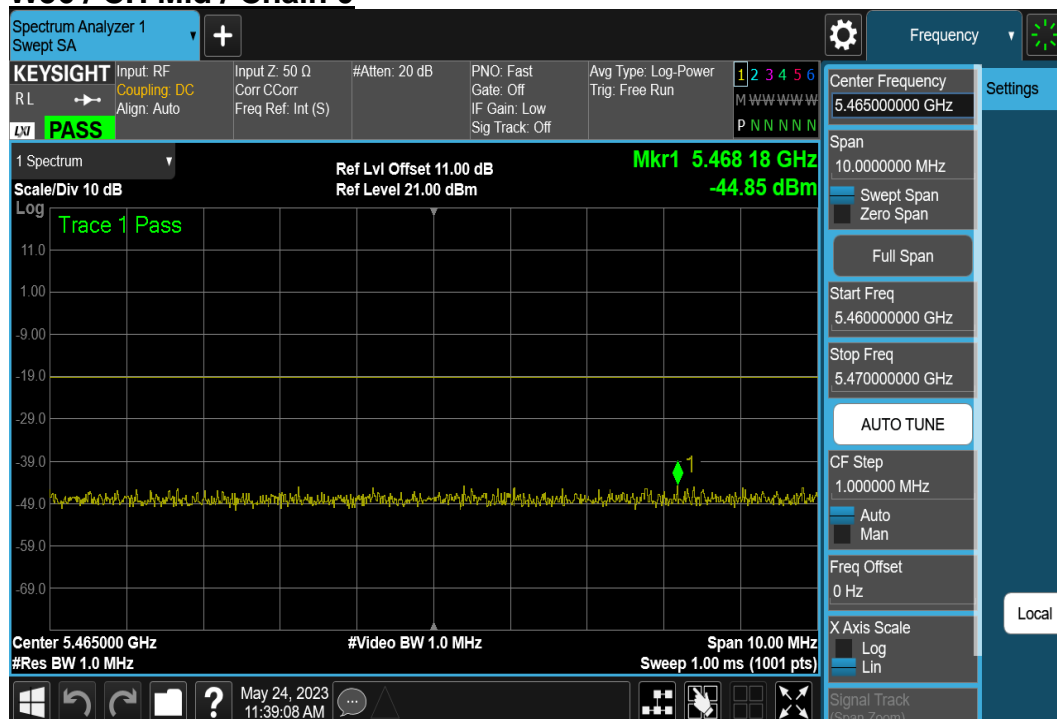 Spectrum Analyzer 1
Swept SA
Frequency
KEYSIGHT
RL
LXI PASS
Input: RF
Coupling: DC
Align: Auto
Input Z: 50 Ω
Corr CCorr
Freq Ref: Int (S)
#Atten: 20 dB
PNO: Fast
Gate: Off
IF Gain: Low
Sig Track: Off
Avg Type: Log-Power
Trig: Free Run
1 2 3 4 5 6
M W W W W W
P N N N N N
1 Spectrum
Scale/Div 10 dB
Ref Lvl Offset 11.00 dB
Ref Level 21.00 dBm
Mkr1 5.468 18 GHz
-44.85 dBm
Log
Trace 1 Pass
11.0
1.00
-9.00
-19.0
-29.0
-39.0
1
-49.0
-59.0
-69.0
Center 5.465000 GHz
#Res BW 1.0 MHz
#Video BW 1.0 MHz
Span 10.00 MHz
Sweep 1.00 ms (1001 pts)
May 24, 2023
11:39:08 AM
Center Frequency
5.465000000 GHz
Span
10.0000000 MHz
Swept Span
Zero Span
Full Span
Start Freq
5.460000000 GHz
Stop Freq
5.470000000 GHz
AUTO TUNE
CF Step
1.000000 MHz
Auto
Man
Freq Offset
0 Hz
X Axis Scale
Log
Lin
Signal Track
(Span Zoom)
Settings
Local